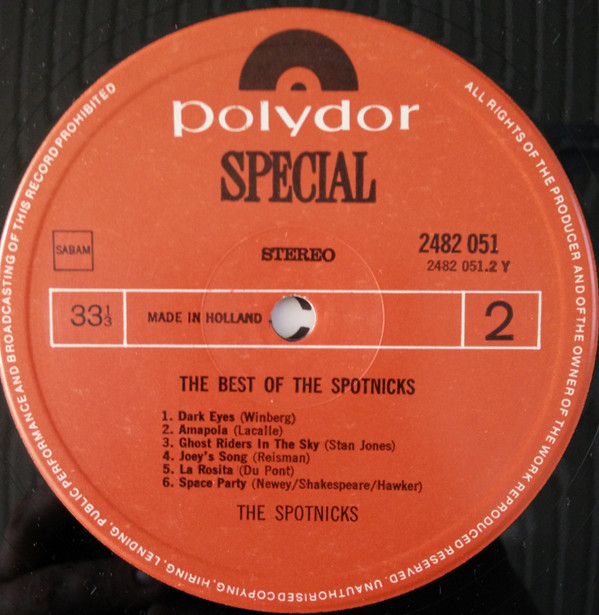 polydor
SPECIAL
SABAM
STEREO
2482 051
2482 051.2 Y
33⅓
MADE IN HOLLAND
2
THE BEST OF THE SPOTNICKS
1. Dark Eyes (Winberg)
2. Amapola (Lacalle)
3. Ghost Riders In The Sky (Stan Jones)
4. Joey's Song (Reisman)
5. La Rosita (Du Pont)
6. Space Party (Newey/Shakespeare/Hawker)
THE SPOTNICKS
ALL RIGHTS OF THE PRODUCER AND OF THE OWNER OF THE WORK REPRODUCED RESERVED. UNAUTHORISED COPYING, HIRING, LENDING, PUBLIC PERFORMANCE AND BROADCASTING OF THIS RECORD PROHIBITED